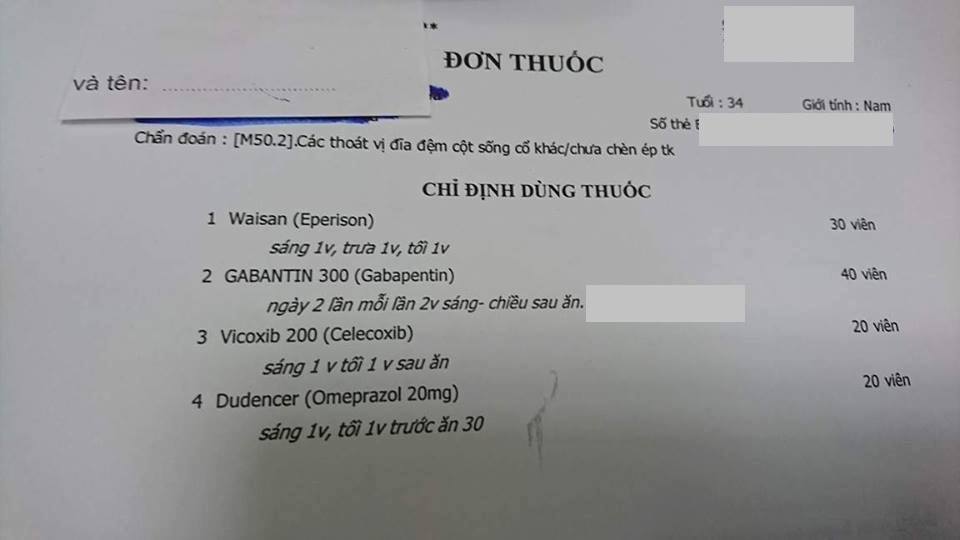 **
ĐƠN THUỐC
và tên: ........................................
Tuổi : 34 Giới tính : Nam
Số thẻ
Chẩn đoán : [M50.2].Các thoát vị đĩa đệm cột sống cổ khác/chưa chèn ép tk
CHỈ ĐỊNH DÙNG THUỐC
1 Waisan (Eperison) 30 viên
sáng 1v, trưa 1v, tối 1v
2 GABANTIN 300 (Gabapentin) 40 viên
ngày 2 lần mỗi lần 2v sáng- chiều sau ăn.
3 Vicoxib 200 (Celecoxib) 20 viên
sáng 1 v tối 1 v sau ăn
4 Dudencer (Omeprazol 20mg) 20 viên
sáng 1v, tối 1v trước ăn 30